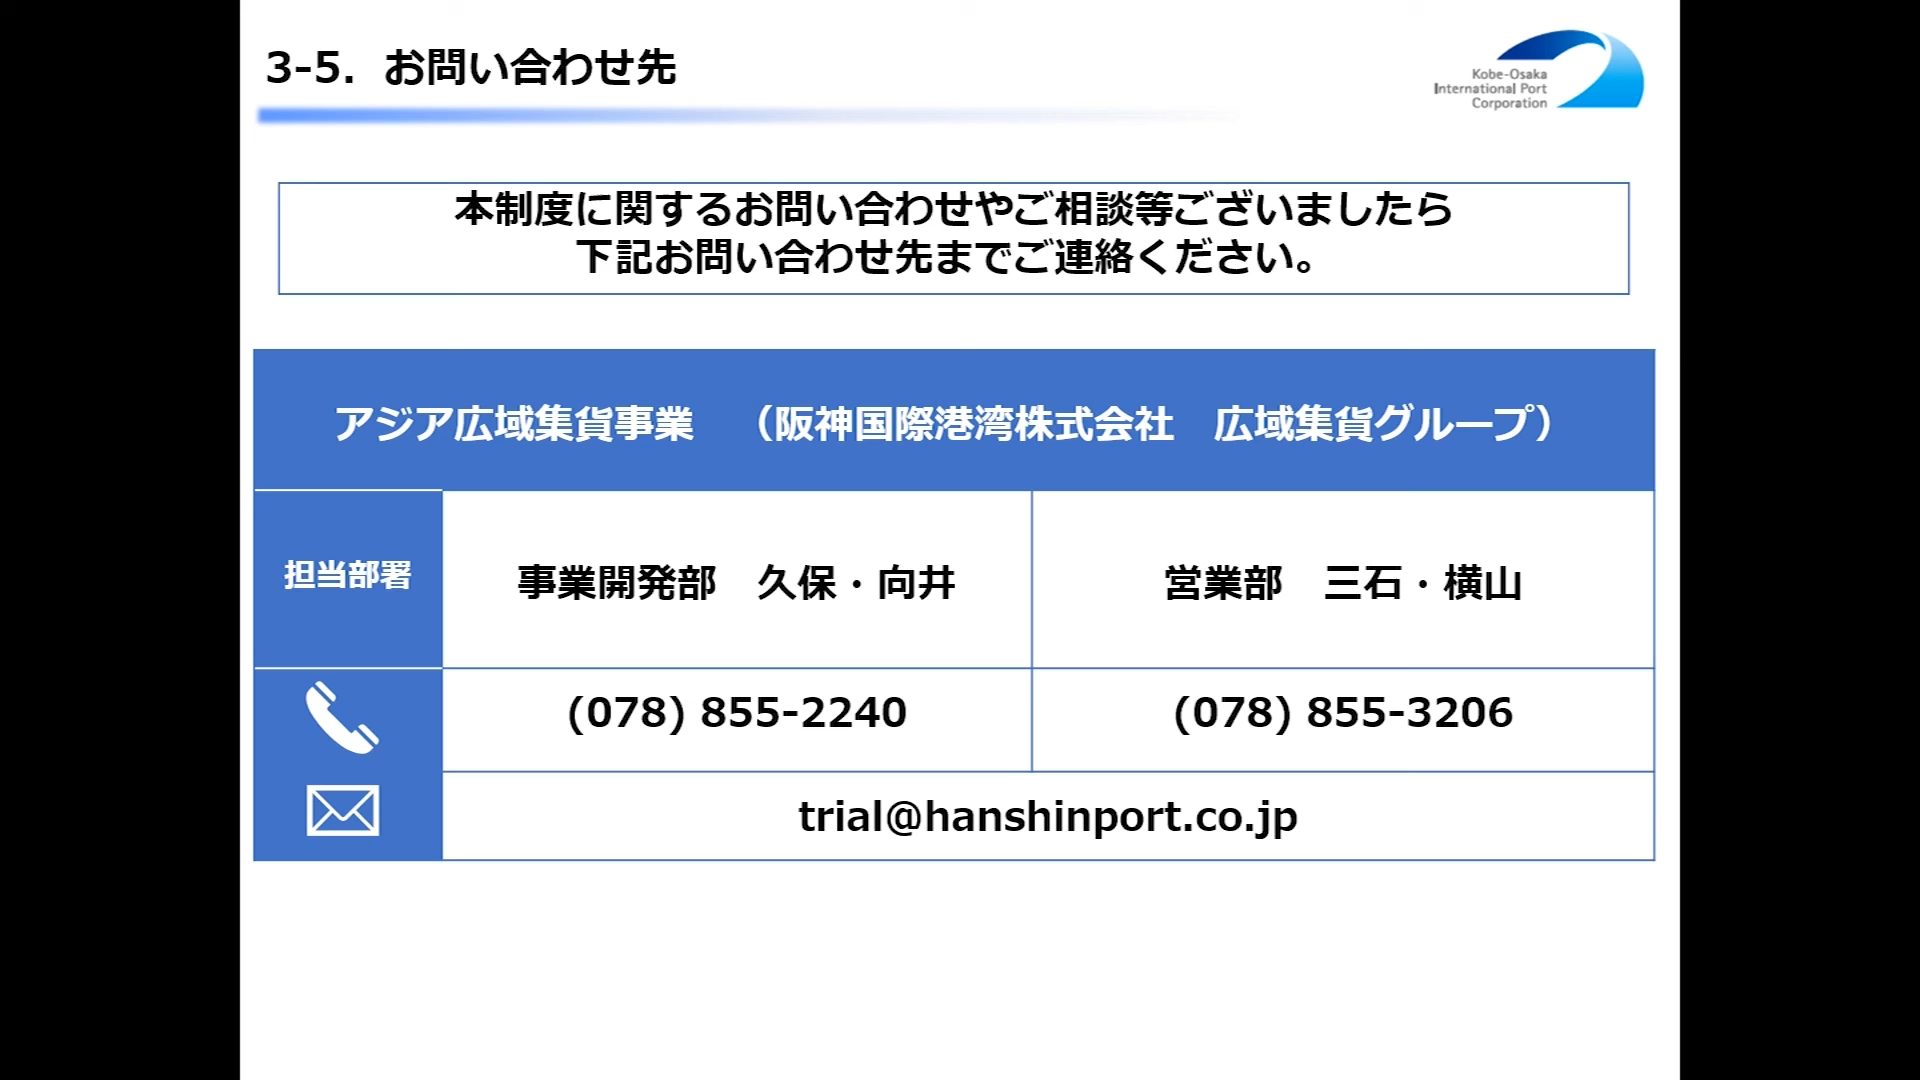 3-5. お問い合わせ先
Kobe-Osaka
International Port
Corporation
本制度に関するお問い合わせやご相談等ございましたら
下記お問い合わせ先までご連絡ください。
アジア広域集貨事業　（阪神国際港湾株式会社　広域集貨グループ）
担当部署
事業開発部　久保・向井
営業部　三石・横山
(078) 855-2240
(078) 855-3206
trial@hanshinport.co.jp